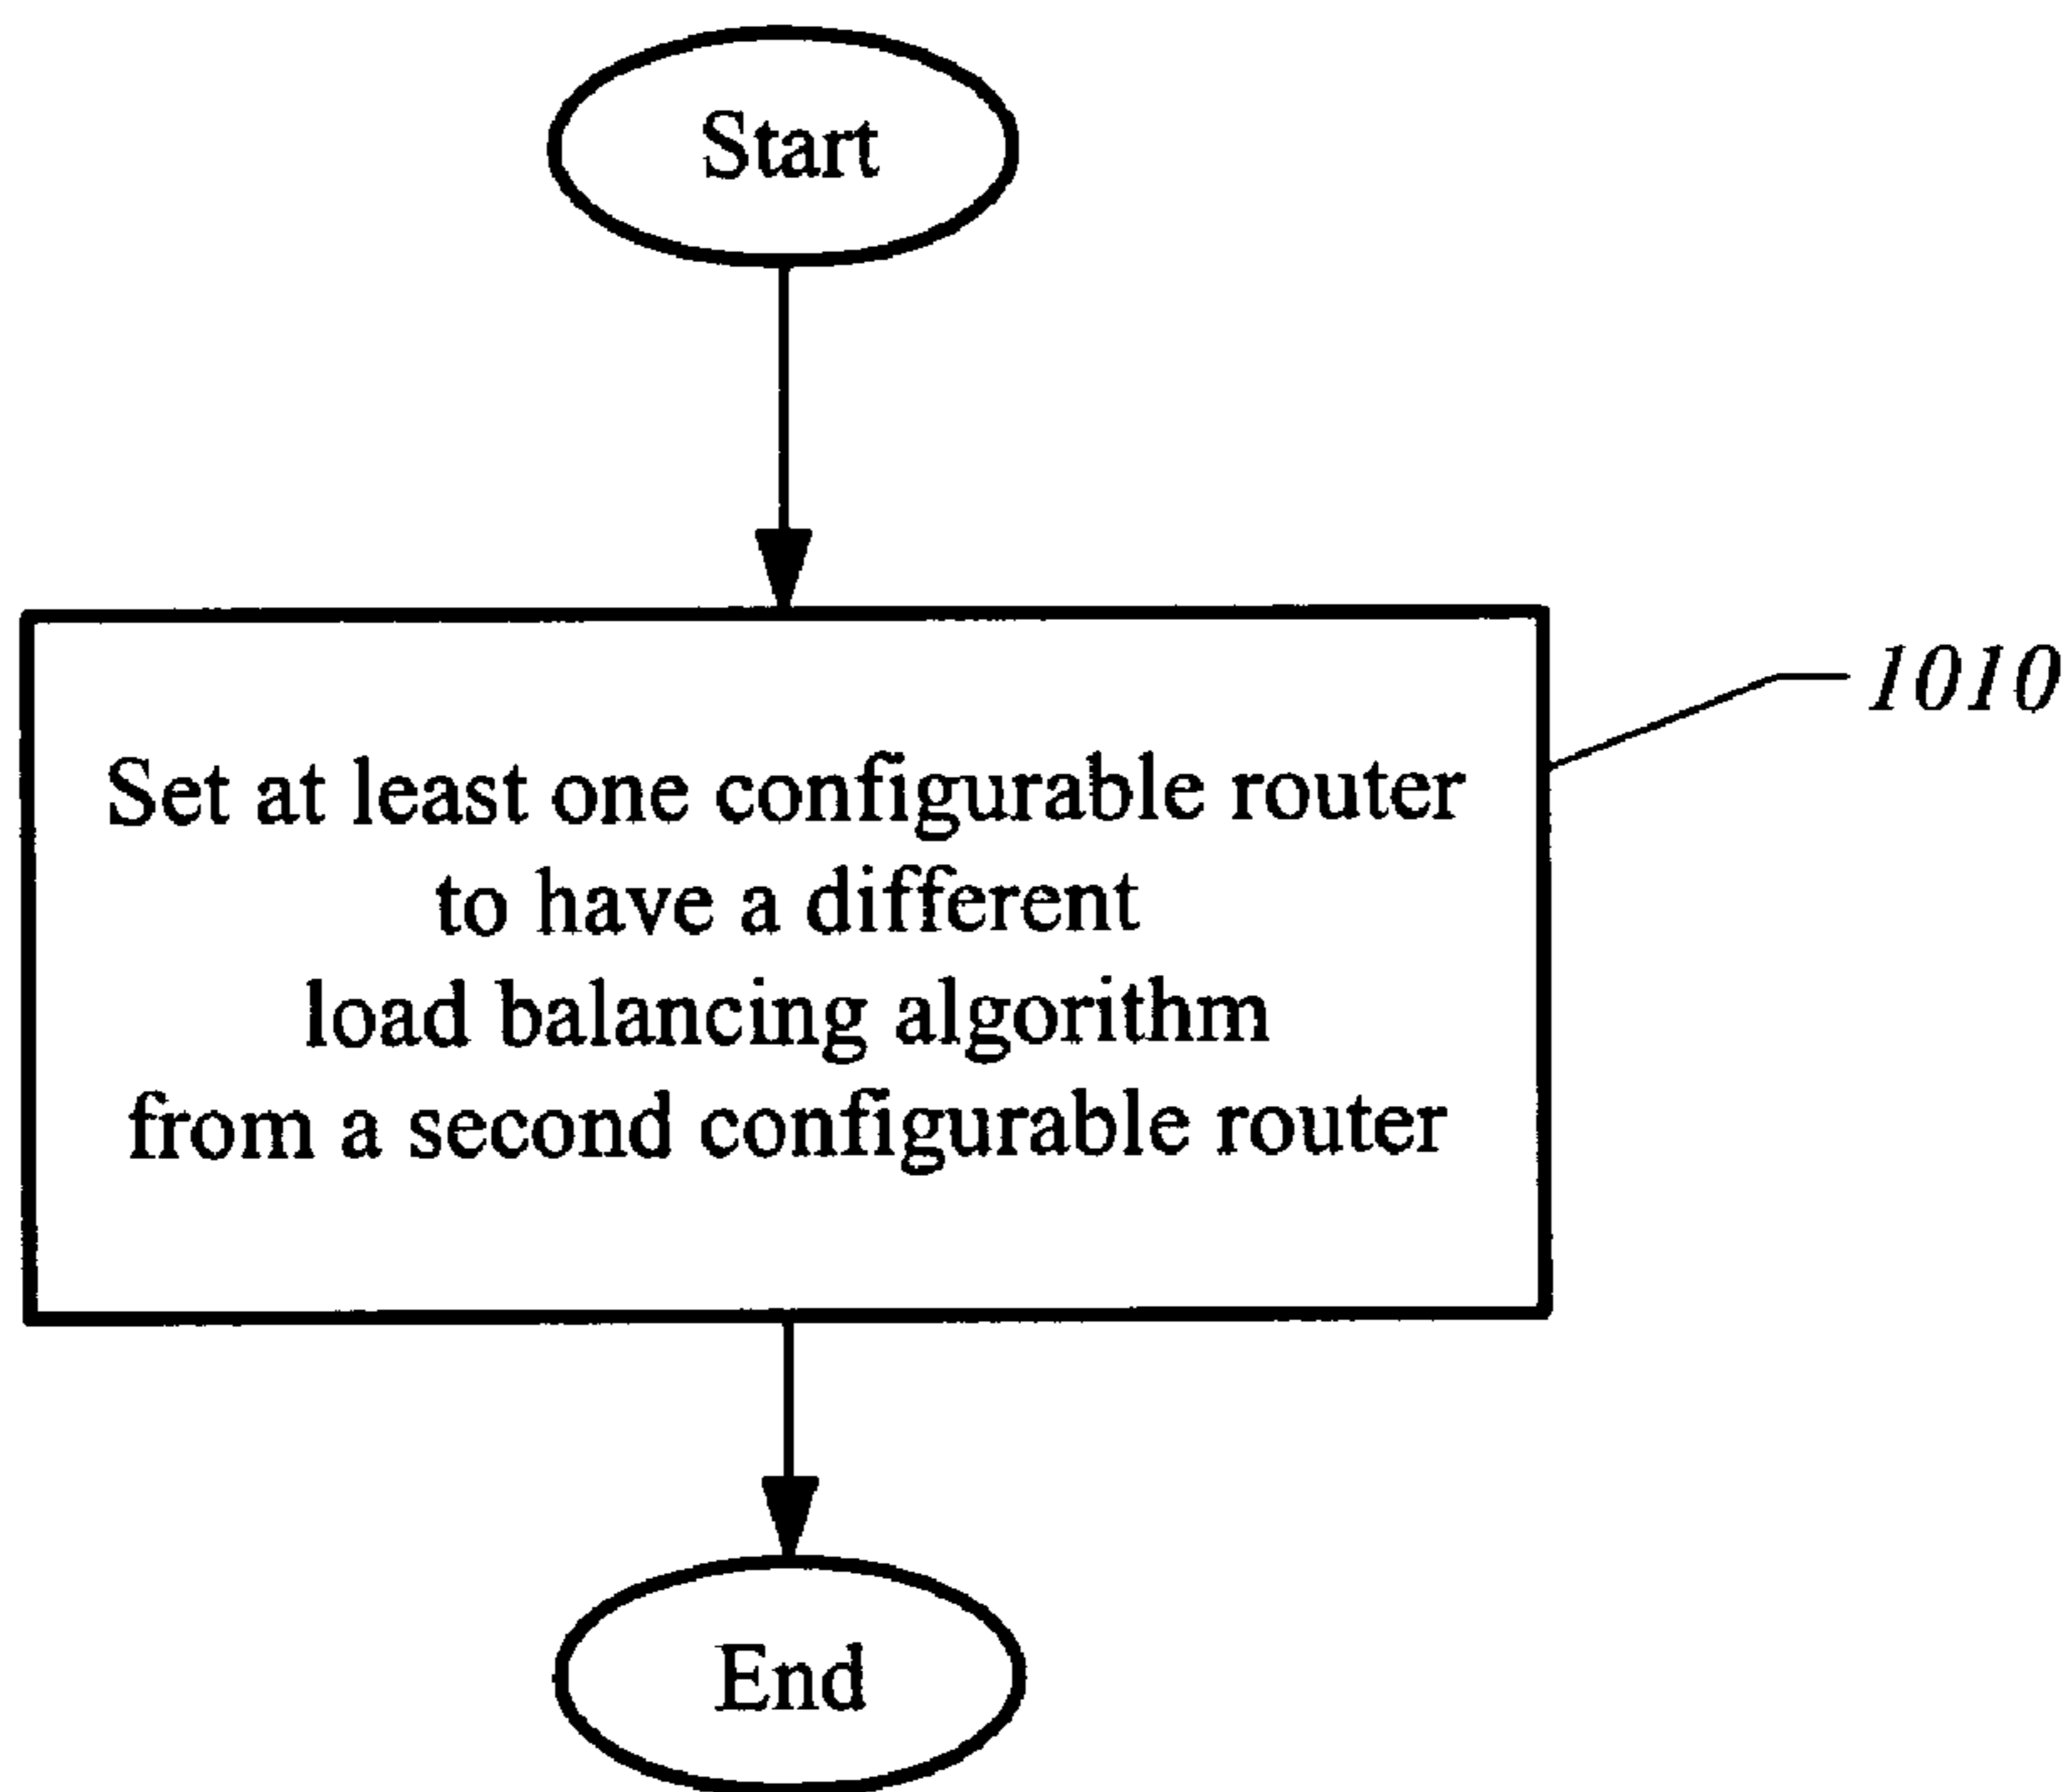 Start
1010
Set at least one configurable router
to have a different
load balancing algorithm
from a second configurable router
End